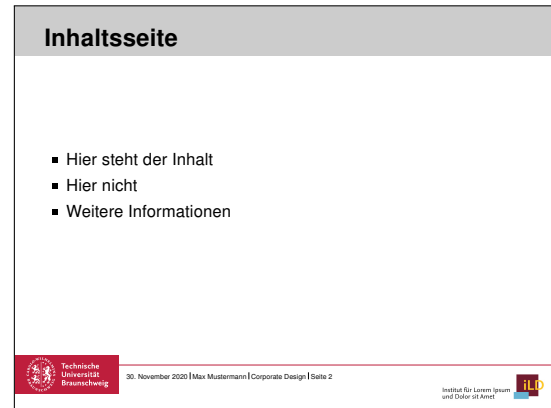 Inhaltsseite
Hier steht der Inhalt
Hier nicht
Weitere Informationen
Technische
Universität
Braunschweig
30. November 2020 | Max Mustermann | Corporate Design | Seite 2
Institut für Lorem Ipsum
und Dolor sit Amet
iLD